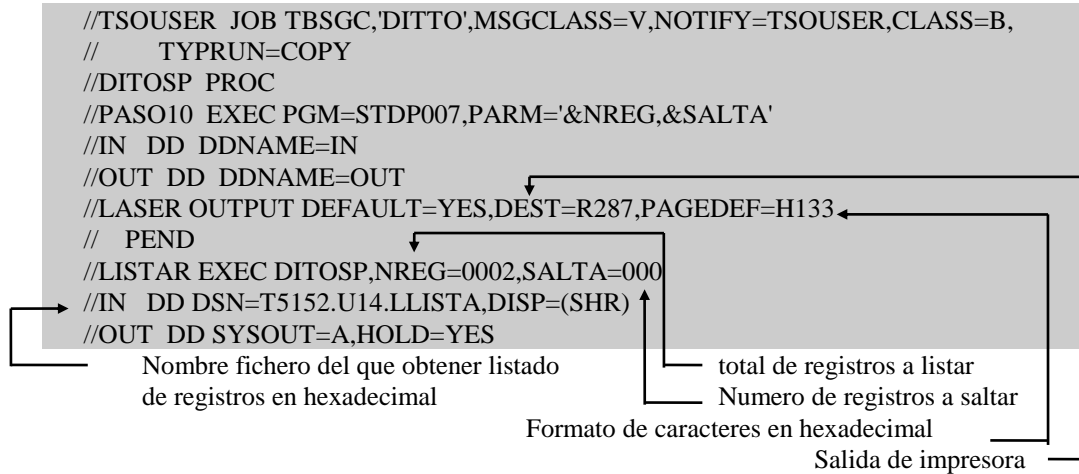 //TSOUSER JOB TBSGC,'DITTO',MSGCLASS=V,NOTIFY=TSOUSER,CLASS=B,
// TYPRUN=COPY
//DITOSP PROC
//PASO10 EXEC PGM=STDP007,PARM='&NREG,&SALTA'
//IN DD DDNAME=IN
//OUT DD DDNAME=OUT
//LASER OUTPUT DEFAULT=YES,DEST=R287,PAGEDEF=H133
// PEND
//LISTAR EXEC DITOSP,NREG=0002,SALTA=000
//IN DD DSN=T5152.U14.LLISTA,DISP=(SHR)
//OUT DD SYSOUT=A,HOLD=YES
Nombre fichero del que obtener listado
de registros en hexadecimal
total de registros a listar
Numero de registros a saltar
Formato de caracteres en hexadecimal
Salida de impresora